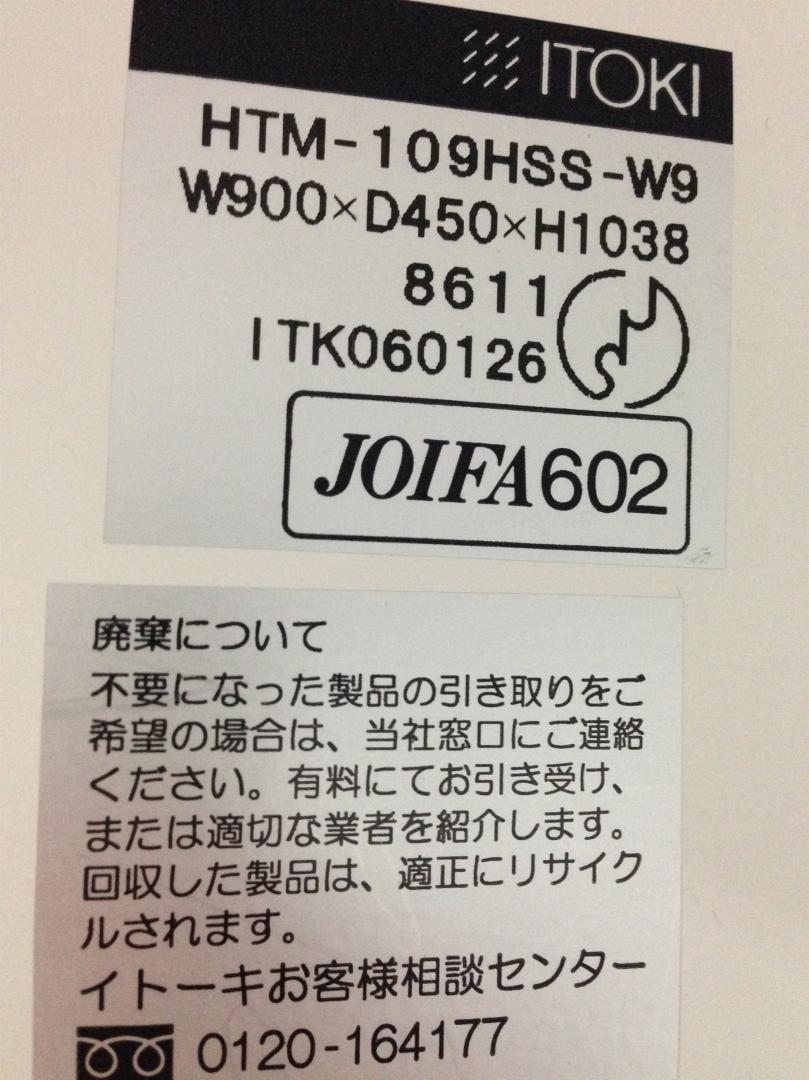 ITOKI
HTM-109HSS-W9
W900×D450×H1038
8611
ITK060126
JOIFA602
廃棄について
不要になった製品の引き取りをご
希望の場合は、当社窓口にご連絡
ください。有料にてお引き受け、
または適切な業者を紹介します。
回収した製品は、適正にリサイク
ルされます。
イトーキお客様相談センター
0120-164177